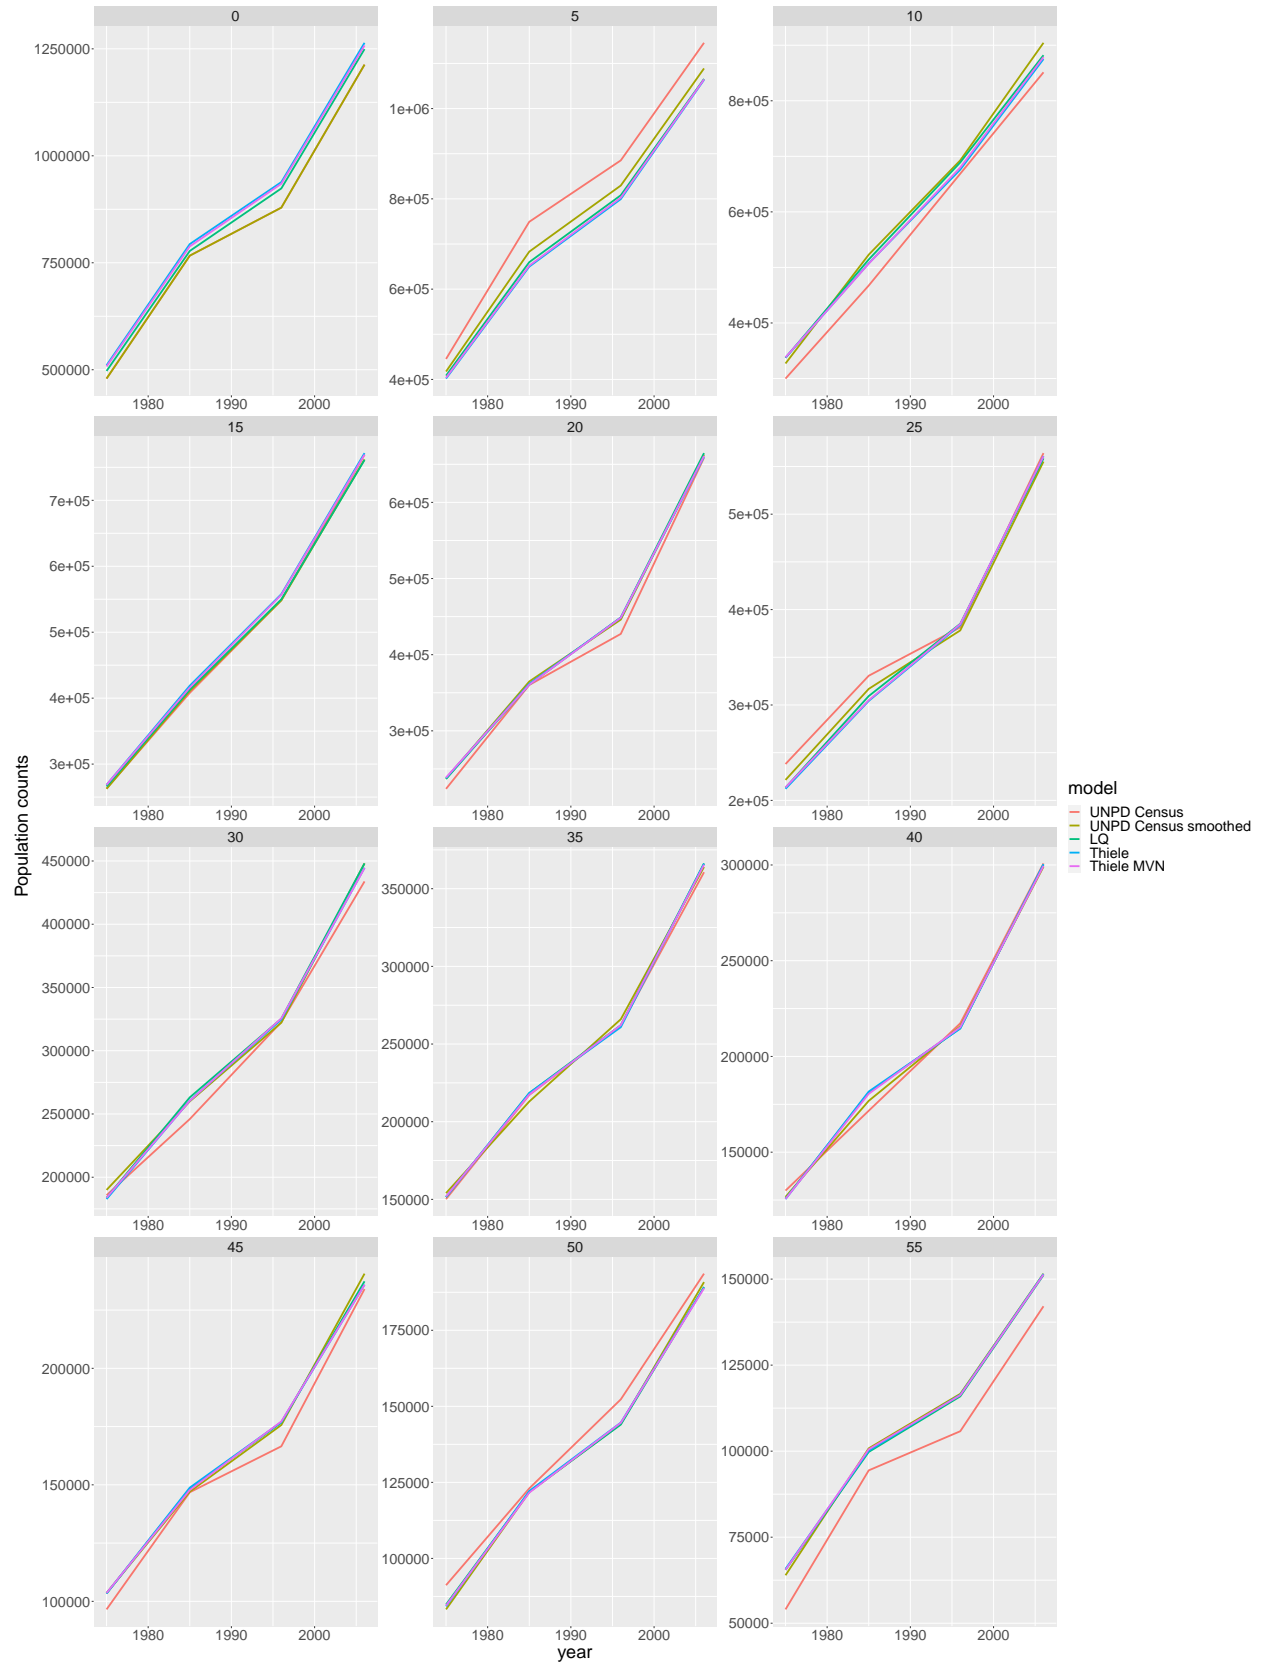 0
5
10
1250000
1000000
750000
500000
1e+06
8e+05
6e+05
4e+05
8e+05
6e+05
4e+05
1980 1990 2000
1980 1990 2000
1980 1990 2000
15
20
25
7e+05
6e+05
5e+05
4e+05
3e+05
6e+05
5e+05
4e+05
3e+05
5e+05
4e+05
3e+05
2e+05
1980 1990 2000
1980 1990 2000
1980 1990 2000
30
35
40
450000
400000
350000
300000
250000
200000
350000
300000
250000
200000
150000
300000
250000
200000
150000
1980 1990 2000
1980 1990 2000
1980 1990 2000
45
50
55
200000
150000
100000
175000
150000
125000
100000
150000
125000
100000
75000
50000
1980 1990 2000
1980 1990 2000
1980 1990 2000
year
Population counts
model
UNPD Census
UNPD Census smoothed
LQ
Thiele
Thiele MVN